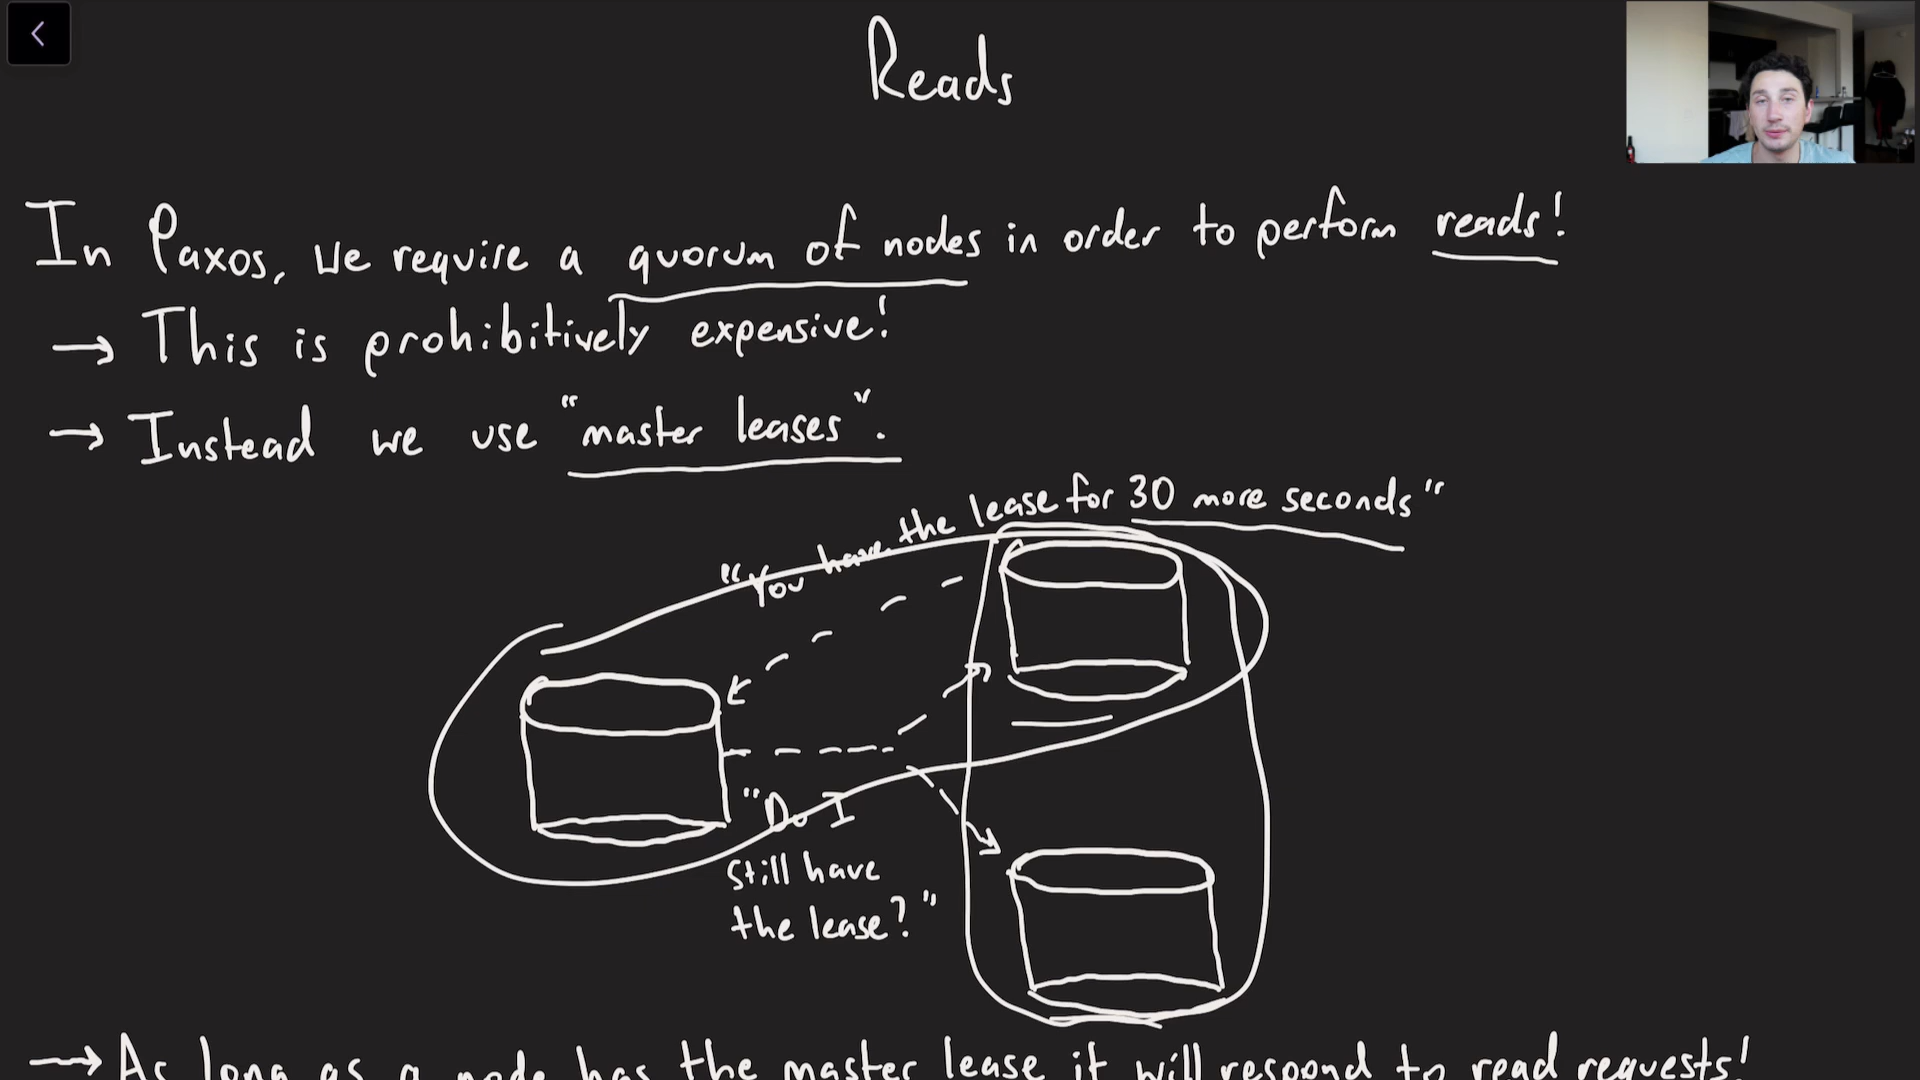 Reads
In Paxos, we require a quorum of nodes in order to perform reads!
→ This is prohibitively expensive!
→ Instead we use "master leases".
"You have the lease for 30 more seconds"
"Do I
still have
the lease?"
→ As long as a node has the master lease it will respond to read requests!